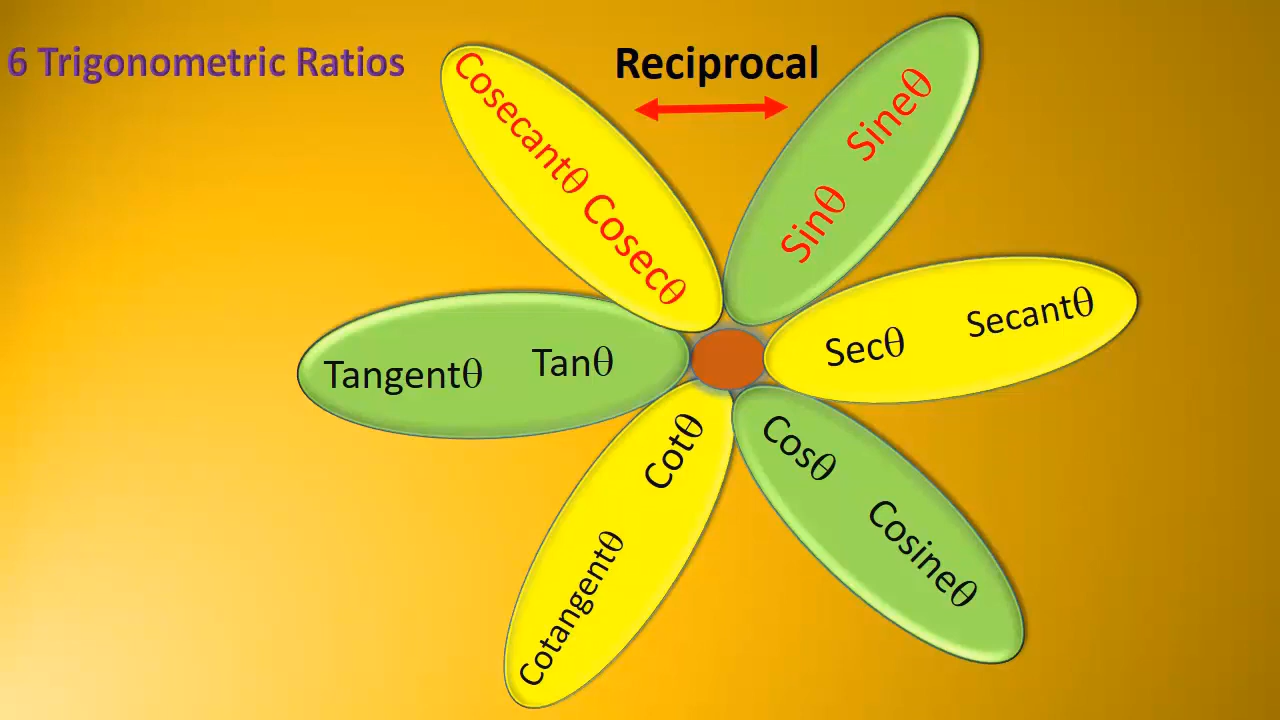 6 Trigonometric Ratios
Reciprocal
Cosecantθ Cosecθ
Sinθ Sineθ
Secθ Secantθ
Tangentθ Tanθ
Cotangentθ Cotθ
Cosθ Cosineθ